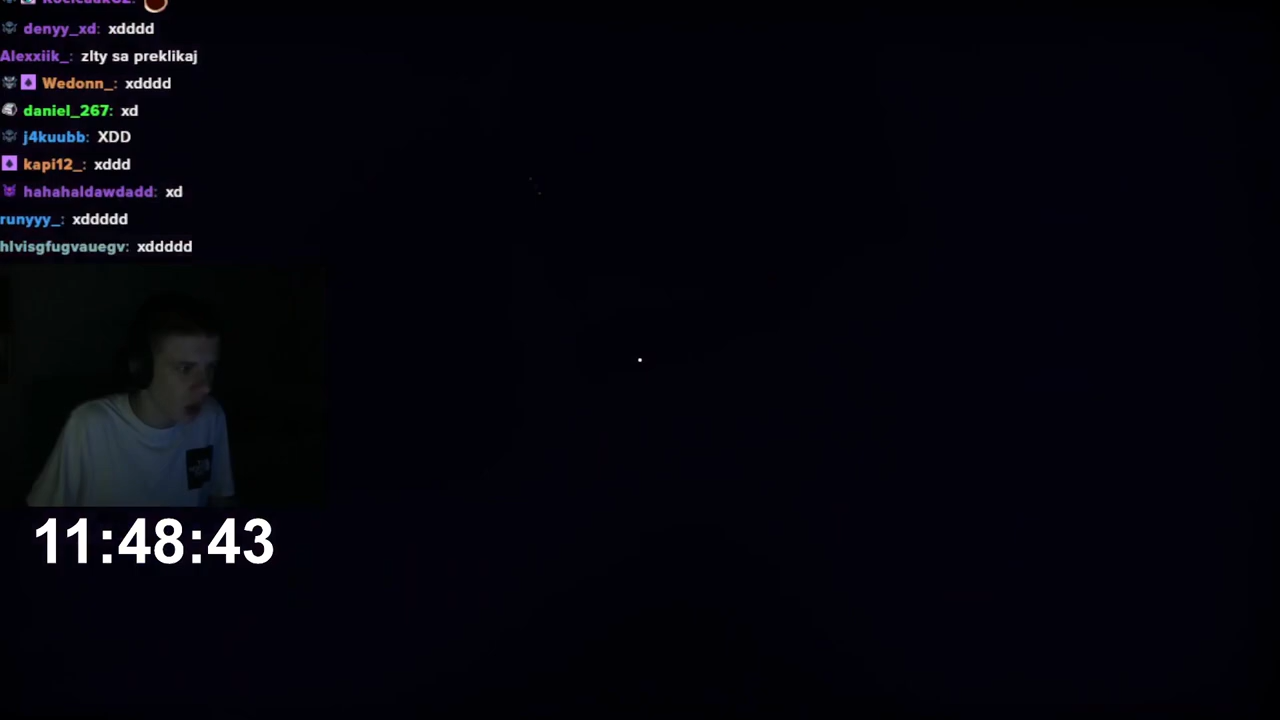 denyy_xd: xdddd
Alexxiik_: zlty sa preklikaj
Wedonn_: xdddd
daniel_267: xd
j4kuubb: XDD
kapi12_: xddd
hahahaldawdadd: xd
runyyy_: xddddd
hlvisgfugvauegv: xddddd
11:48:43